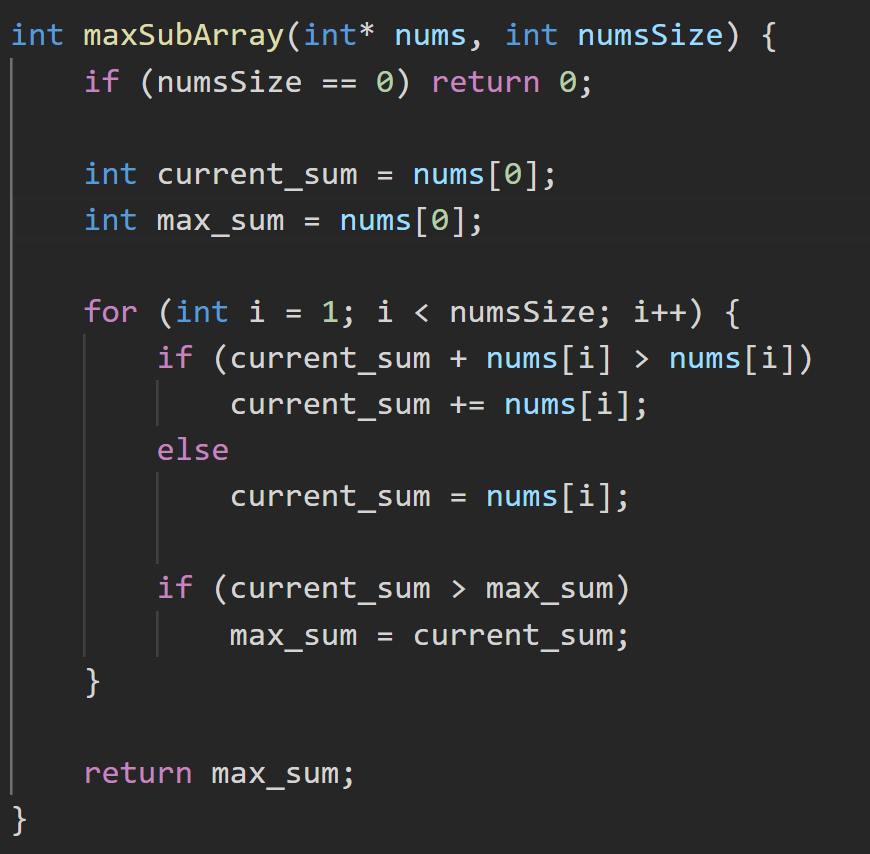 int maxSubArray(int* nums, int numsSize) {
    if (numsSize == 0) return 0;

    int current_sum = nums[0];
    int max_sum = nums[0];

    for (int i = 1; i < numsSize; i++) {
        if (current_sum + nums[i] > nums[i])
            current_sum += nums[i];
        else
            current_sum = nums[i];

        if (current_sum > max_sum)
            max_sum = current_sum;
    }

    return max_sum;
}